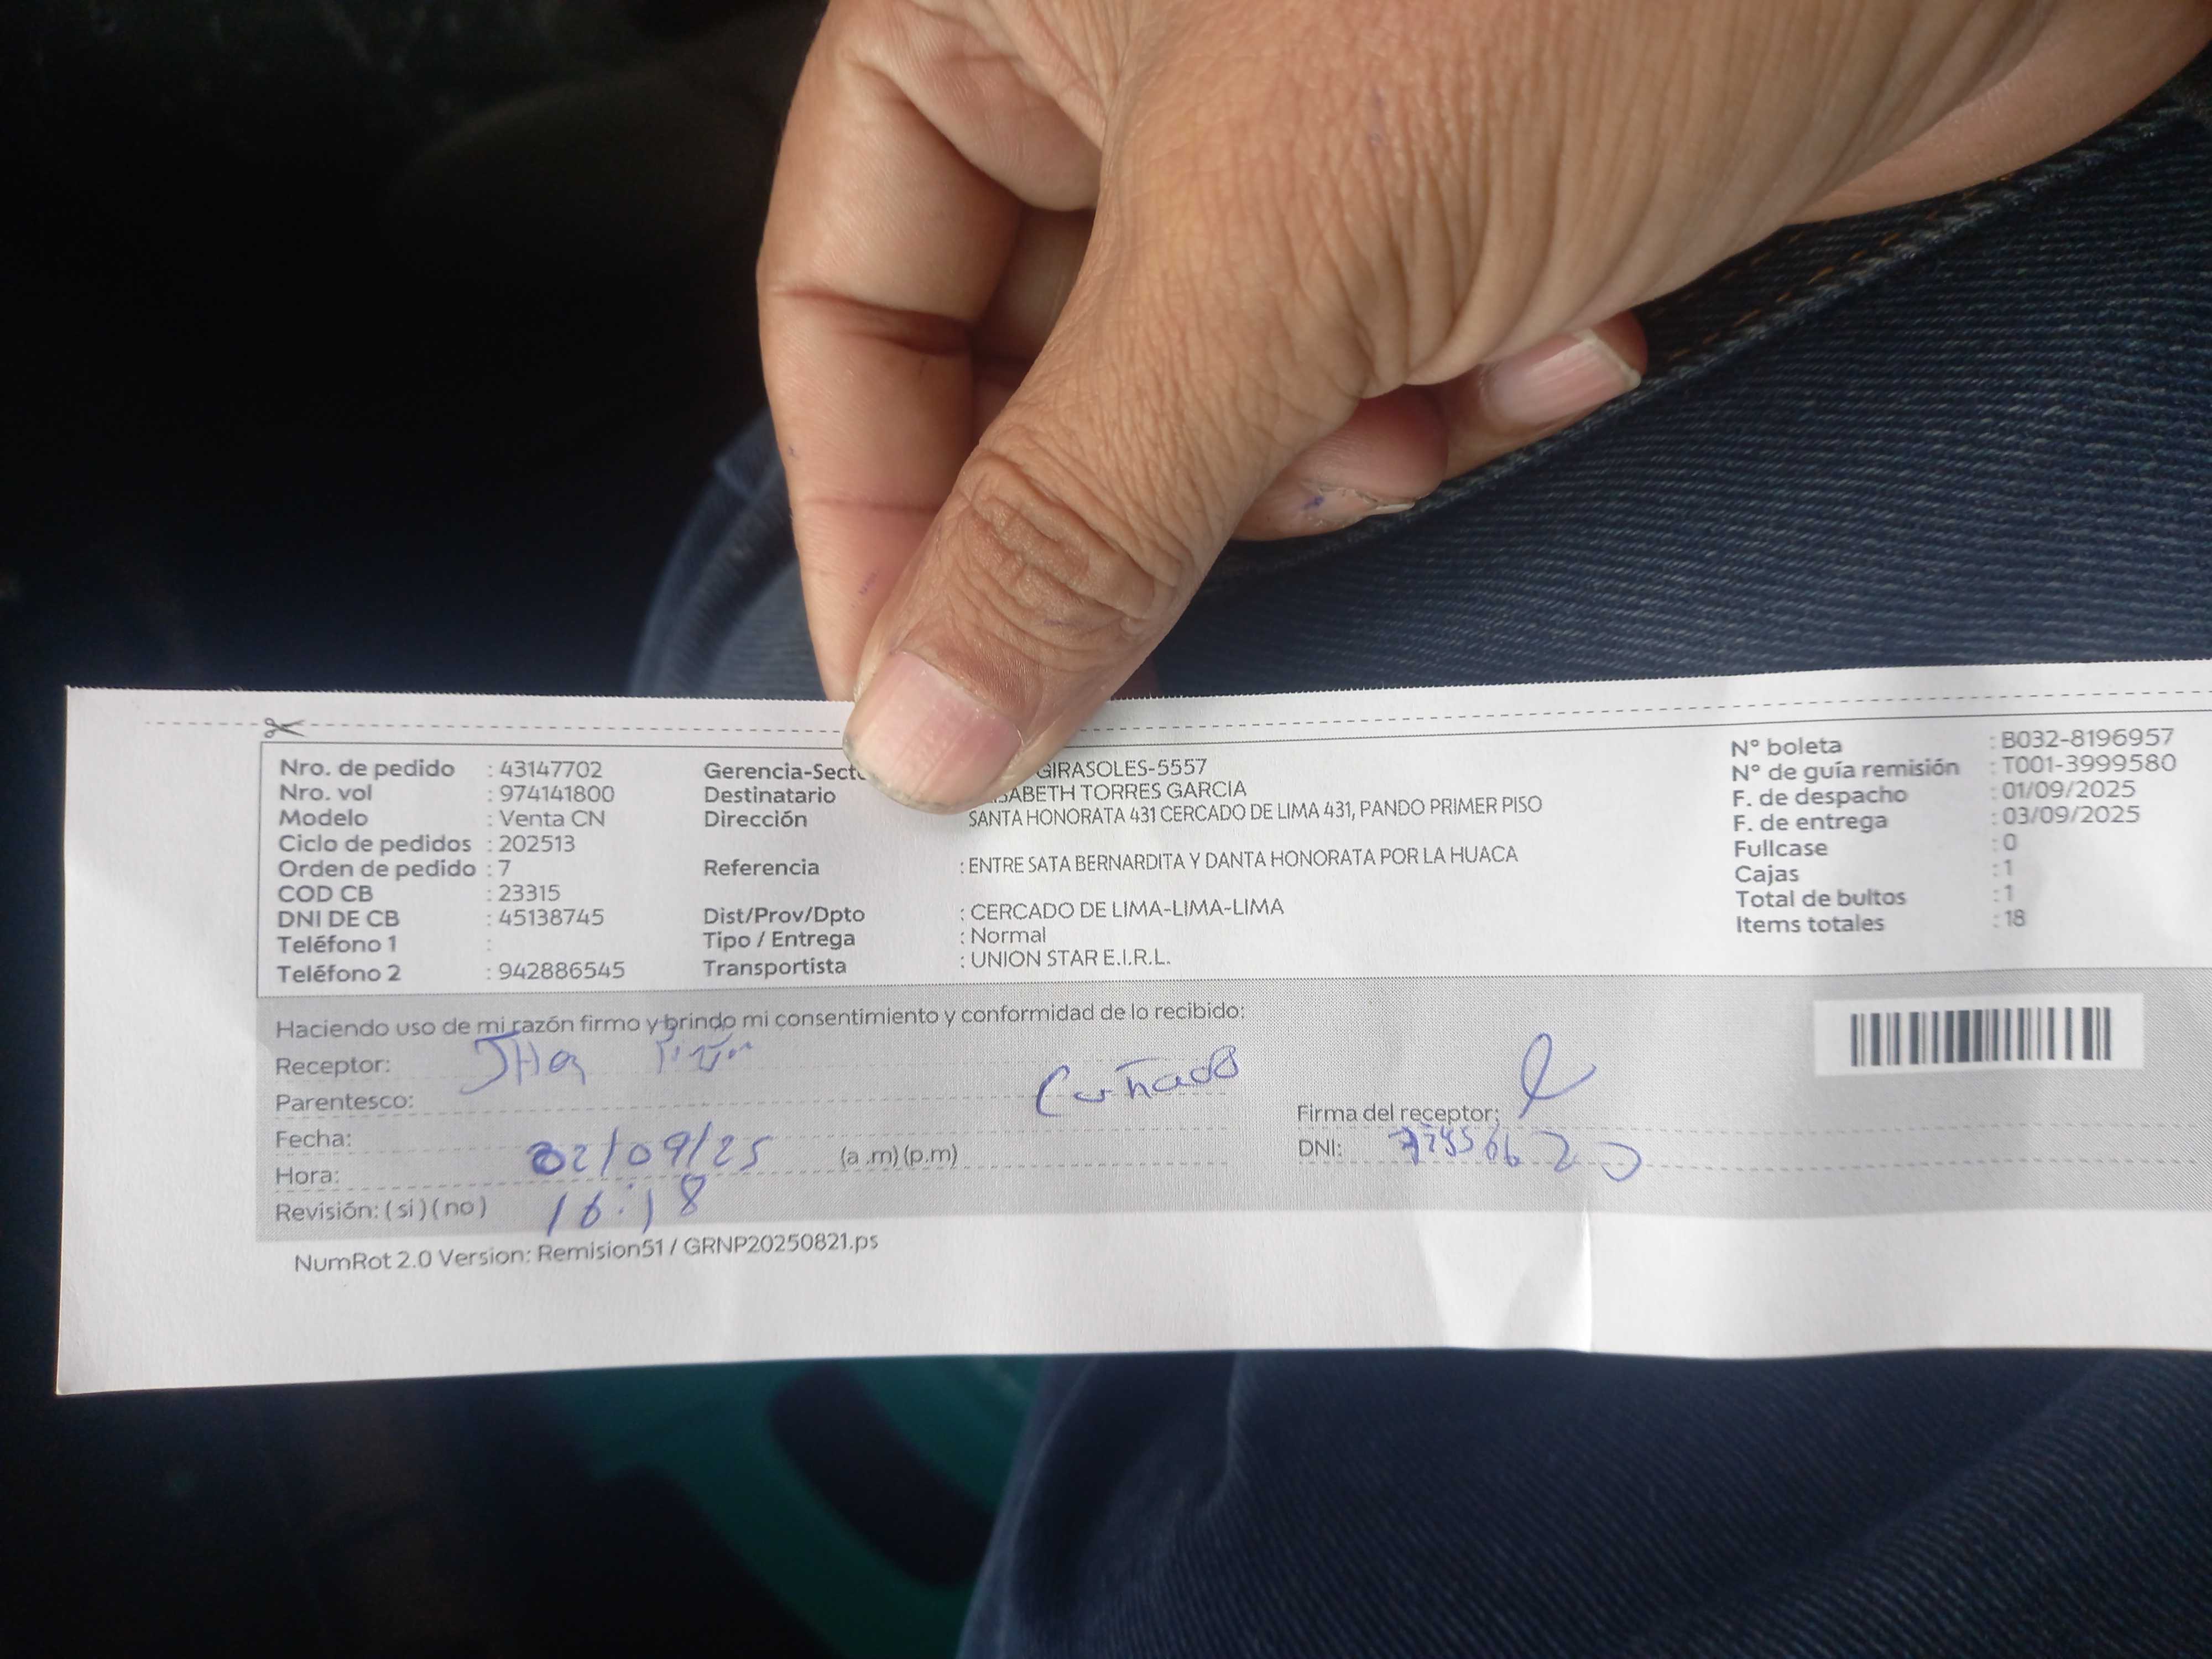 Nro. de pedido : 43147702
Nro. vol : 974141800
Modelo : Venta CN
Ciclo de pedidos : 202513
Orden de pedido : 7
COD CB : 23315
DNI DE CB : 45138745
Teléfono 1 :
Teléfono 2 : 942886545
Gerencia-Sect GIRASOLES-5557
Destinatario SABETH TORRES GARCIA
Dirección SANTA HONORATA 431 CERCADO DE LIMA 431, PANDO PRIMER PISO
Referencia : ENTRE SATA BERNARDITA Y DANTA HONORATA POR LA HUACA
Dist/Prov/Dpto : CERCADO DE LIMA-LIMA-LIMA
Tipo / Entrega : Normal
Transportista : UNION STAR E.I.R.L.
N° boleta : B032-8196957
N° de guía remisión : T001-3999580
F. de despacho : 01/09/2025
F. de entrega : 03/09/2025
Fullcase : 0
Cajas : 1
Total de bultos : 1
Items totales : 18
Haciendo uso de mi razón firmo y brindo mi consentimiento y conformidad de lo recibido:
Receptor:
Parentesco: Cuñado
Fecha: 02/09/25 (a .m) (p.m)
Hora: 16:18
Revisión: ( si ) ( no )
Firma del receptor:
DNI:
NumRot 2.0 Version: Remision51 / GRNP20250821.ps